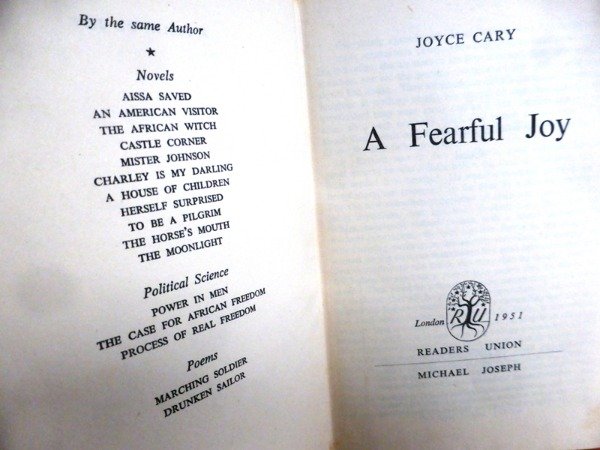 By the same Author
★
Novels
AISSA SAVED
AN AMERICAN VISITOR
THE AFRICAN WITCH
CASTLE CORNER
MISTER JOHNSON
CHARLEY IS MY DARLING
A HOUSE OF CHILDREN
HERSELF SURPRISED
TO BE A PILGRIM
THE HORSE'S MOUTH
THE MOONLIGHT
Political Science
POWER IN MEN
THE CASE FOR AFRICAN FREEDOM
PROCESS OF REAL FREEDOM
Poems
MARCHING SOLDIER
DRUNKEN SAILOR
JOYCE CARY
A Fearful Joy
London RU 1951
READERS UNION
MICHAEL JOSEPH